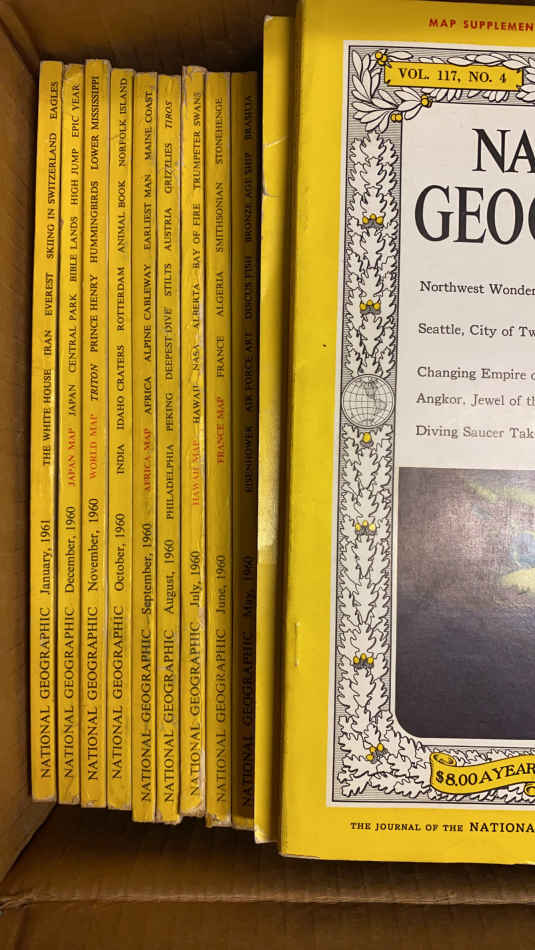 NATIONAL GEOGRAPHIC January, 1961 THE WHITE HOUSE IRAN EVEREST SKIING IN SWITZERLAND EAGLES
NATIONAL GEOGRAPHIC December, 1960 JAPAN MAP JAPAN CENTRAL PARK BIBLE LANDS HIGH JUMP EPIC YEAR
NATIONAL GEOGRAPHIC November, 1960 WORLD MAP TRITON PRINCE HENRY HUMMINGBIRDS LOWER MISSISSIPPI
NATIONAL GEOGRAPHIC October, 1960 INDIA IDAHO CRATERS ROTTERDAM ANIMAL BOOK NORFOLK ISLAND
NATIONAL GEOGRAPHIC September, 1960 AFRICA MAP AFRICA ALPINE CABLEWAY EARLIEST MAN MAINE COAST
NATIONAL GEOGRAPHIC August, 1960 PHILADELPHIA PEKING DEEPEST DIVE STILTS AUSTRIA GRIZZLIES TIROS
NATIONAL GEOGRAPHIC July, 1960 HAWAII MAP HAWAII NASA ALBERTA BAY OF FIRE TRUMPETER SWANS
NATIONAL GEOGRAPHIC June, 1960 FRANCE MAP FRANCE ALGERIA SMITHSONIAN STONEHENGE
NATIONAL GEOGRAPHIC May, 1960 EISENHOWER AIR FORCE ART DISCUS FISH BRONZE AGE SHIP BRASILIA
MAP SUPPLEMEN
VOL. 117, NO. 4
NA
GEOG
Northwest Wonder
Seattle, City of Tw
Changing Empire
Angkor, Jewel of th
Diving Saucer Tak
$8.00 A YEAR
THE JOURNAL OF THE NATIONA